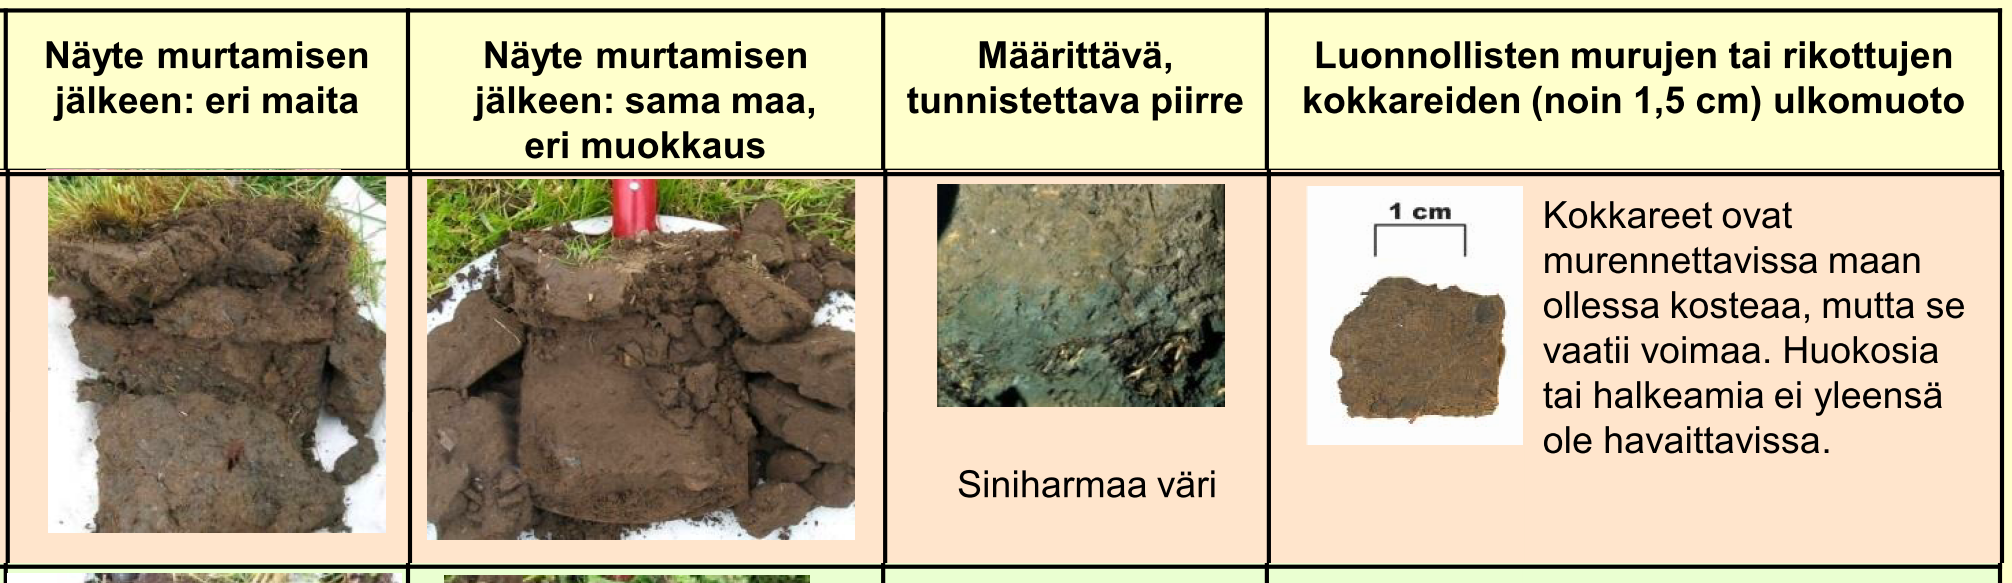 Näyte murtamisen
jälkeen: eri maita
Näyte murtamisen
jälkeen: sama maa,
eri muokkaus
Määrittävä,
tunnistettava piirre
Luonnollisten murujen tai rikottujen
kokkareiden (noin 1,5 cm) ulkomuoto
Siniharmaa väri
1 cm
Kokkareet ovat
murennettavissa maan
ollessa kosteaa, mutta se
vaatii voimaa. Huokosia
tai halkeamia ei yleensä
ole havaittavissa.